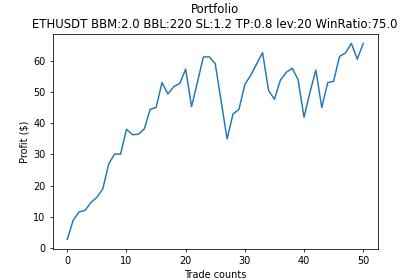 Portfolio
ETHUSDT BBM:2.0 BBL:220 SL:1.2 TP:0.8 lev:20 WinRatio:75.0
60
50
40
30
20
10
0
Profit ($)
0 10 20 30 40 50
Trade counts